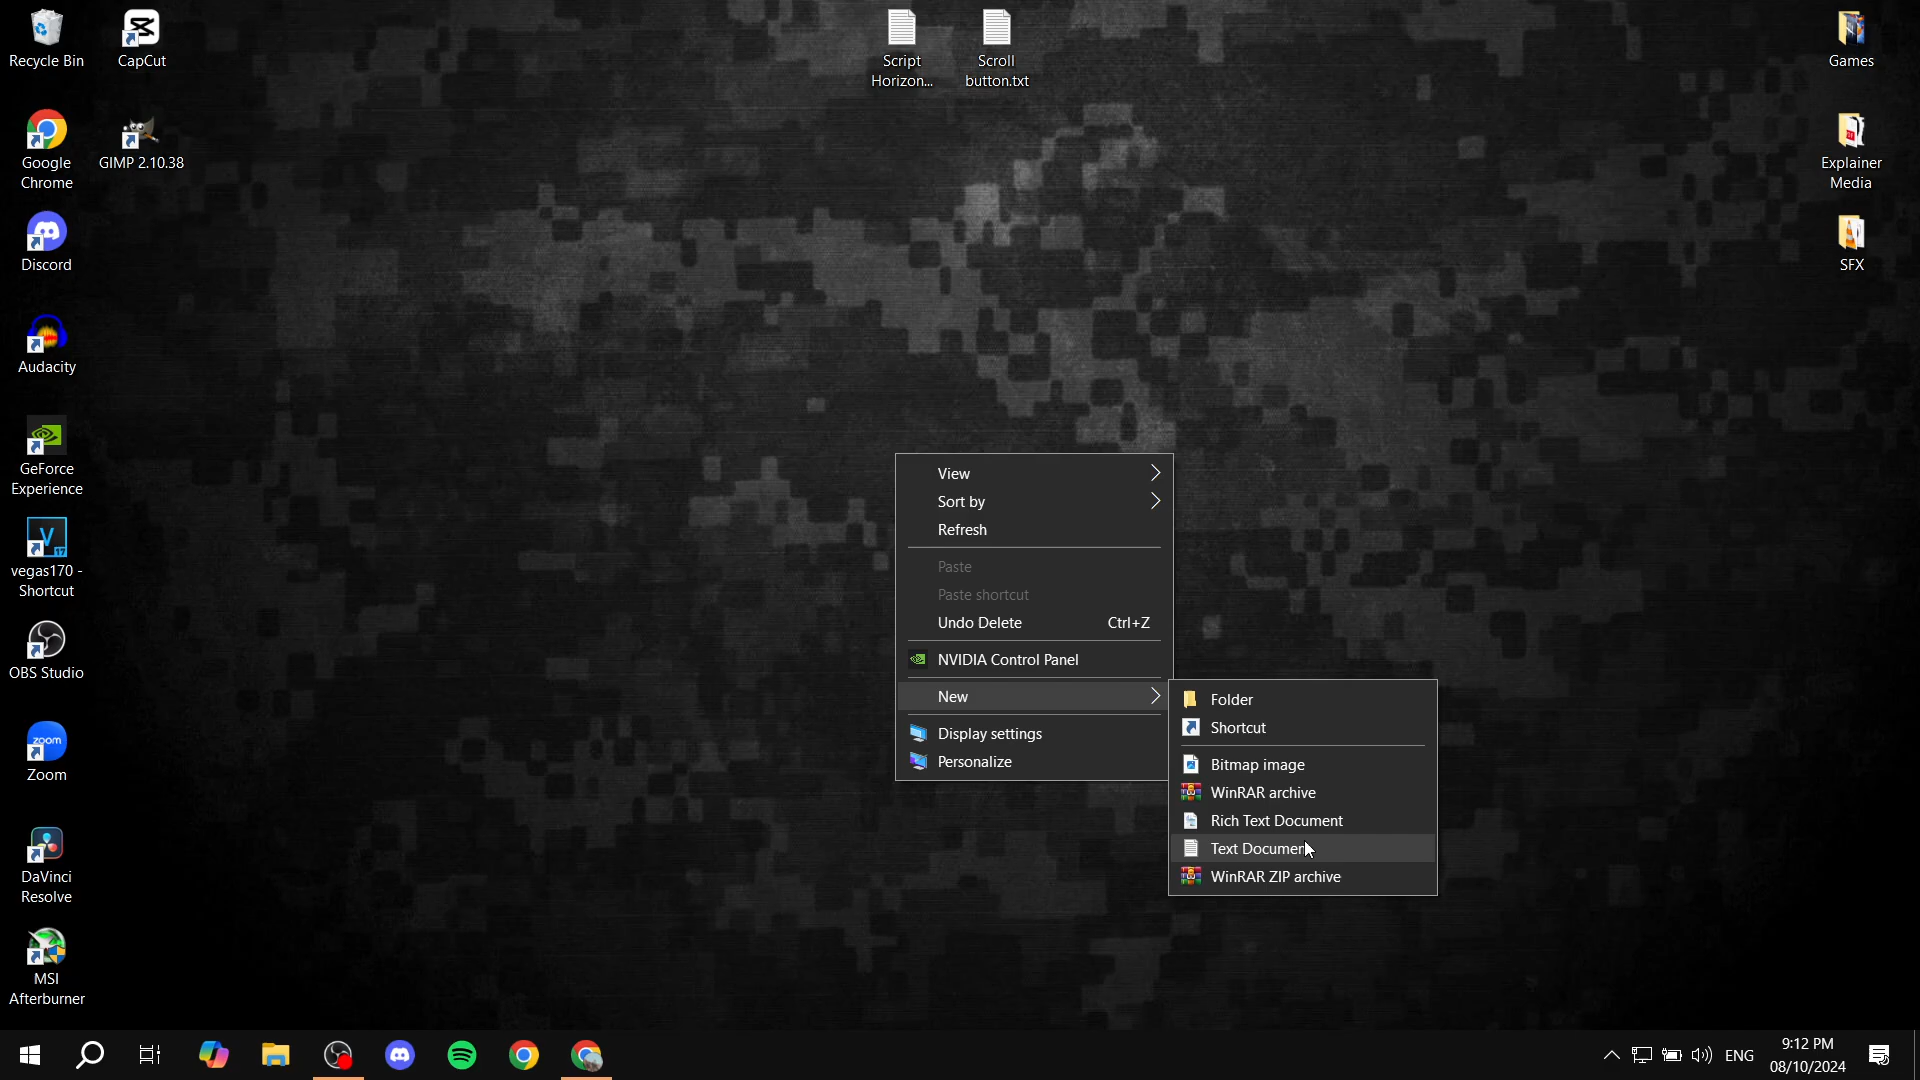 Recycle Bin
CapCut
Script
Horizon...
Scroll
button.txt
Games
Google
Chrome
GIMP 2.10.38
Explainer
Media
Discord
SFX
Audacity
GeForce
Experience
vegas170 -
Shortcut
OBS Studio
Zoom
DaVinci
Resolve
MSI
Afterburner
View
Sort by
Refresh
Paste
Paste shortcut
Undo Delete Ctrl+Z
NVIDIA Control Panel
New
Display settings
Personalize
Folder
Shortcut
Bitmap image
WinRAR archive
Rich Text Document
Text Document
WinRAR ZIP archive
V
17
zoom
ENG
9:12 PM
08/10/2024